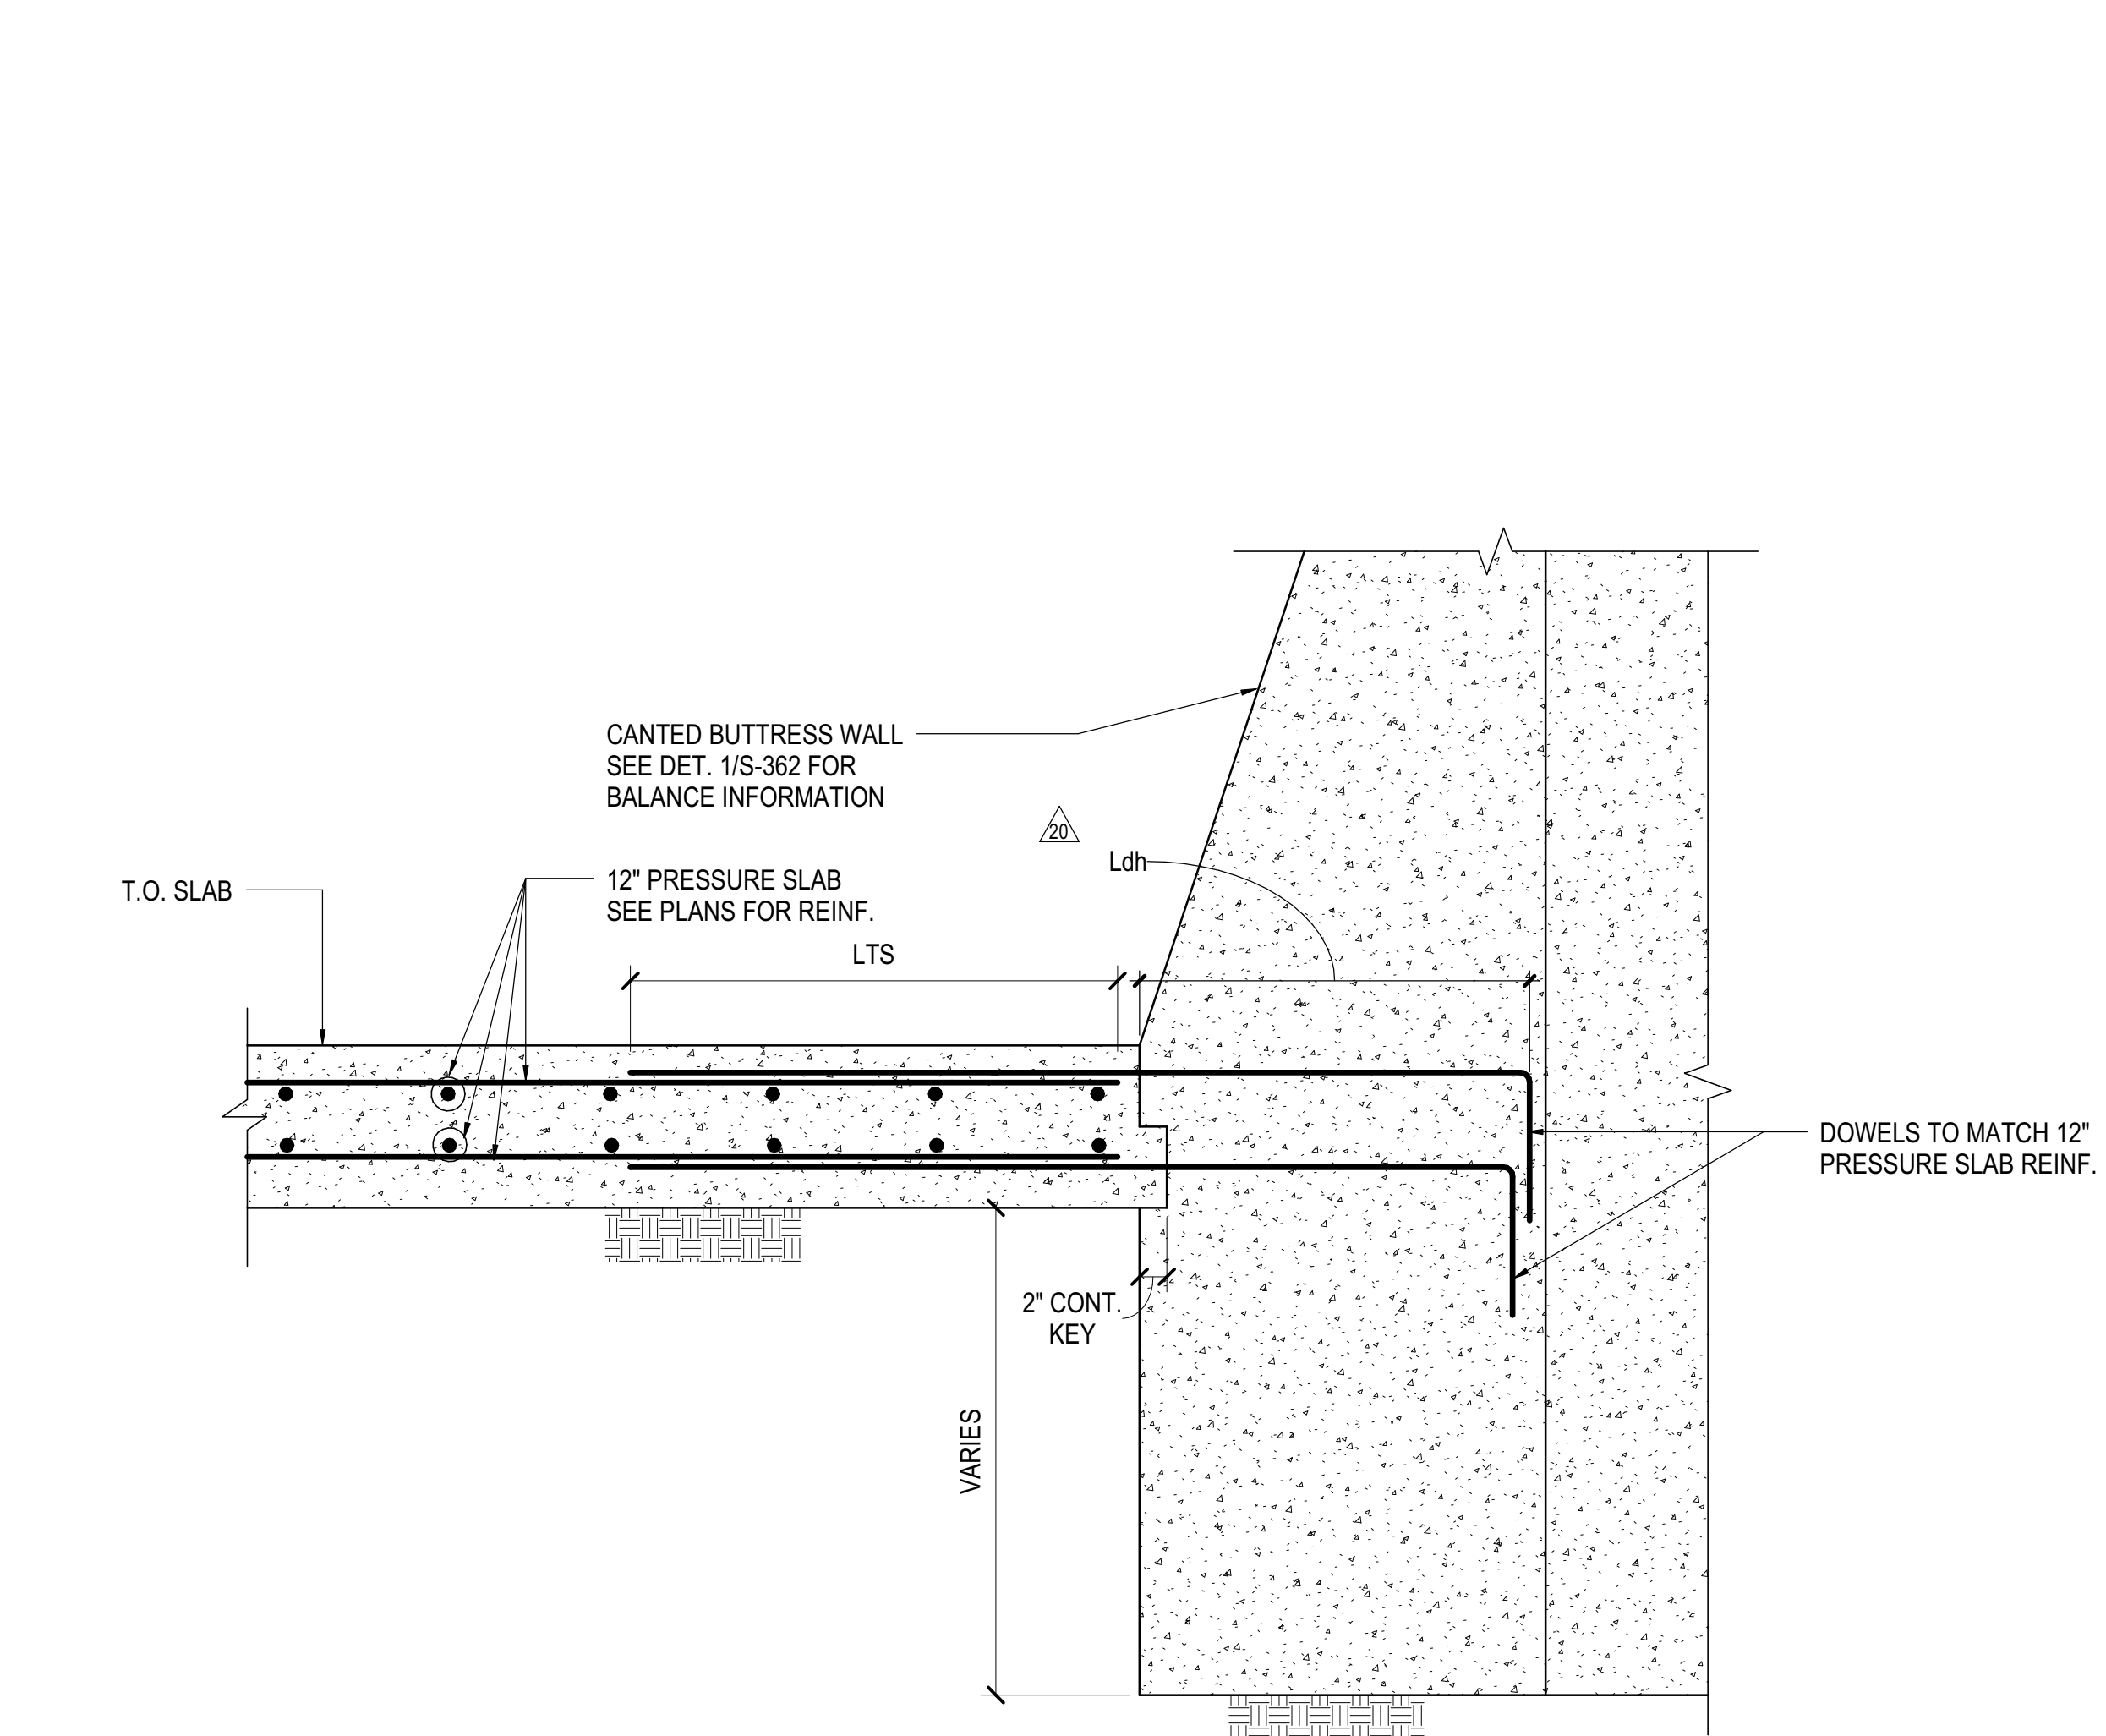 CANTED BUTTRESS WALL
SEE DET. 1/S-362 FOR
BALANCE INFORMATION
20
Ldh
T.O. SLAB
12" PRESSURE SLAB
SEE PLANS FOR REINF.
LTS
DOWELS TO MATCH 12"
PRESSURE SLAB REINF.
2" CONT.
KEY
VARIES